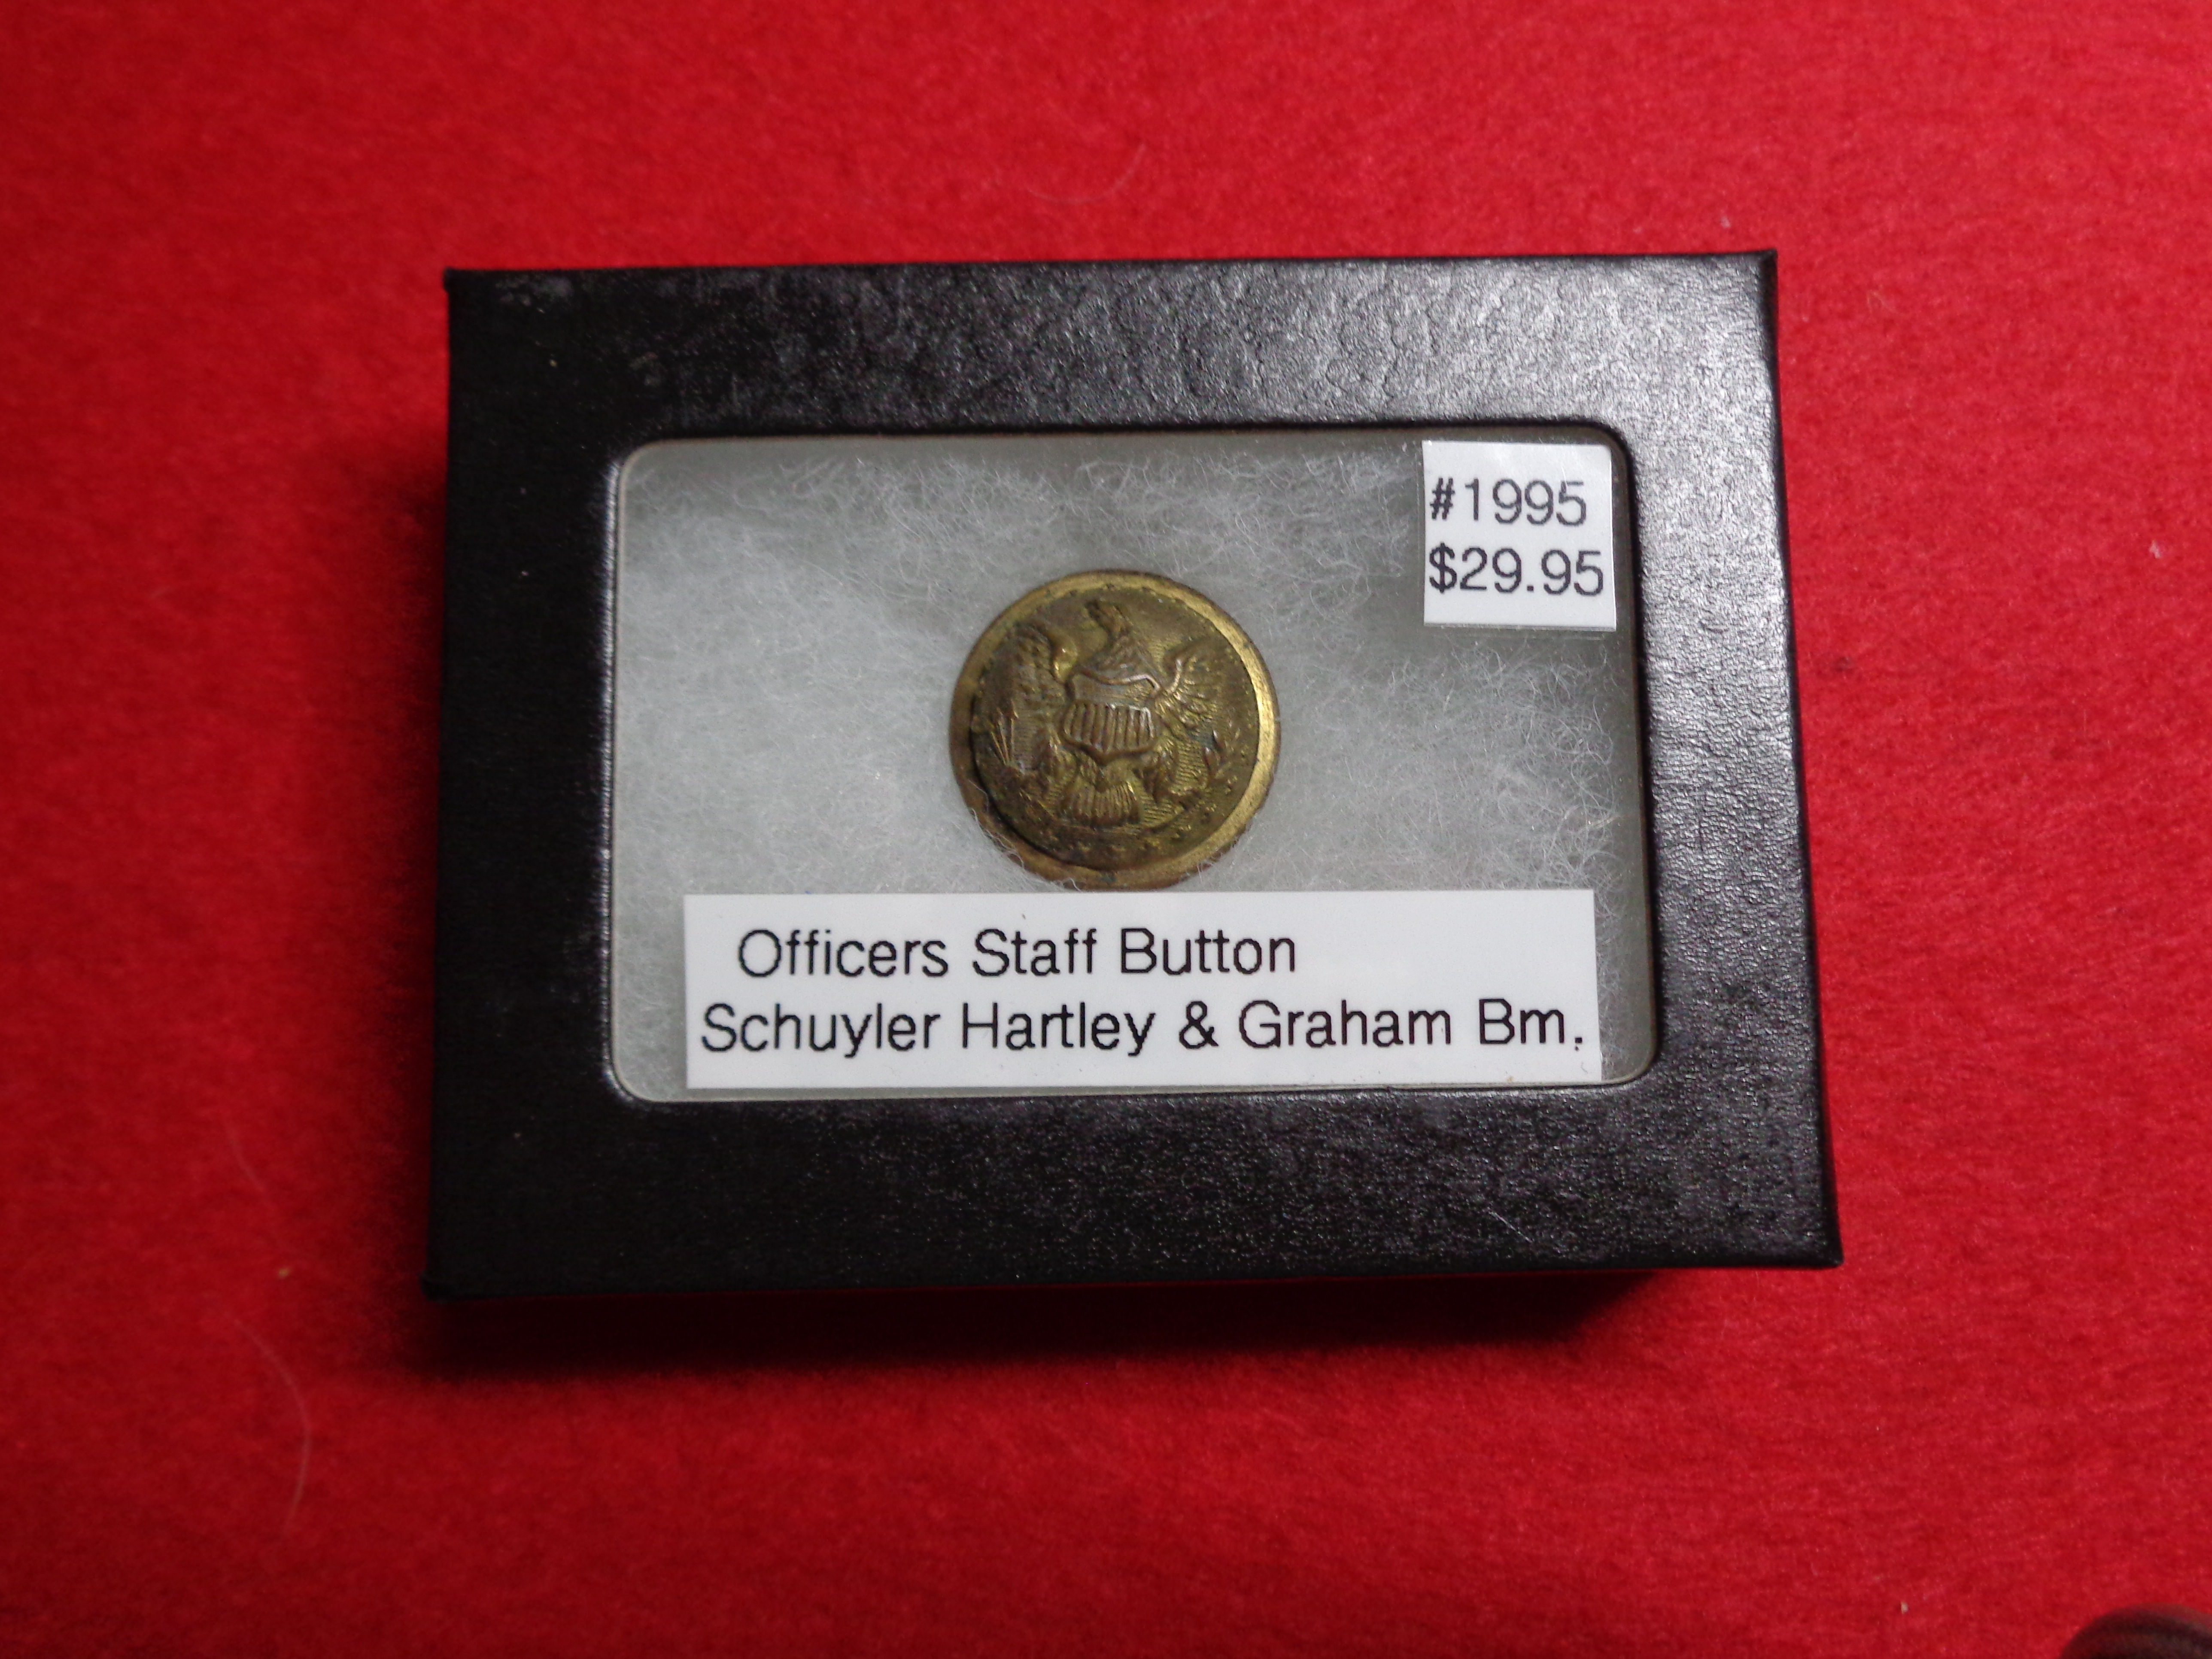 #1995
$29.95
Officers Staff Button
Schuyler Hartley & Graham Bm.